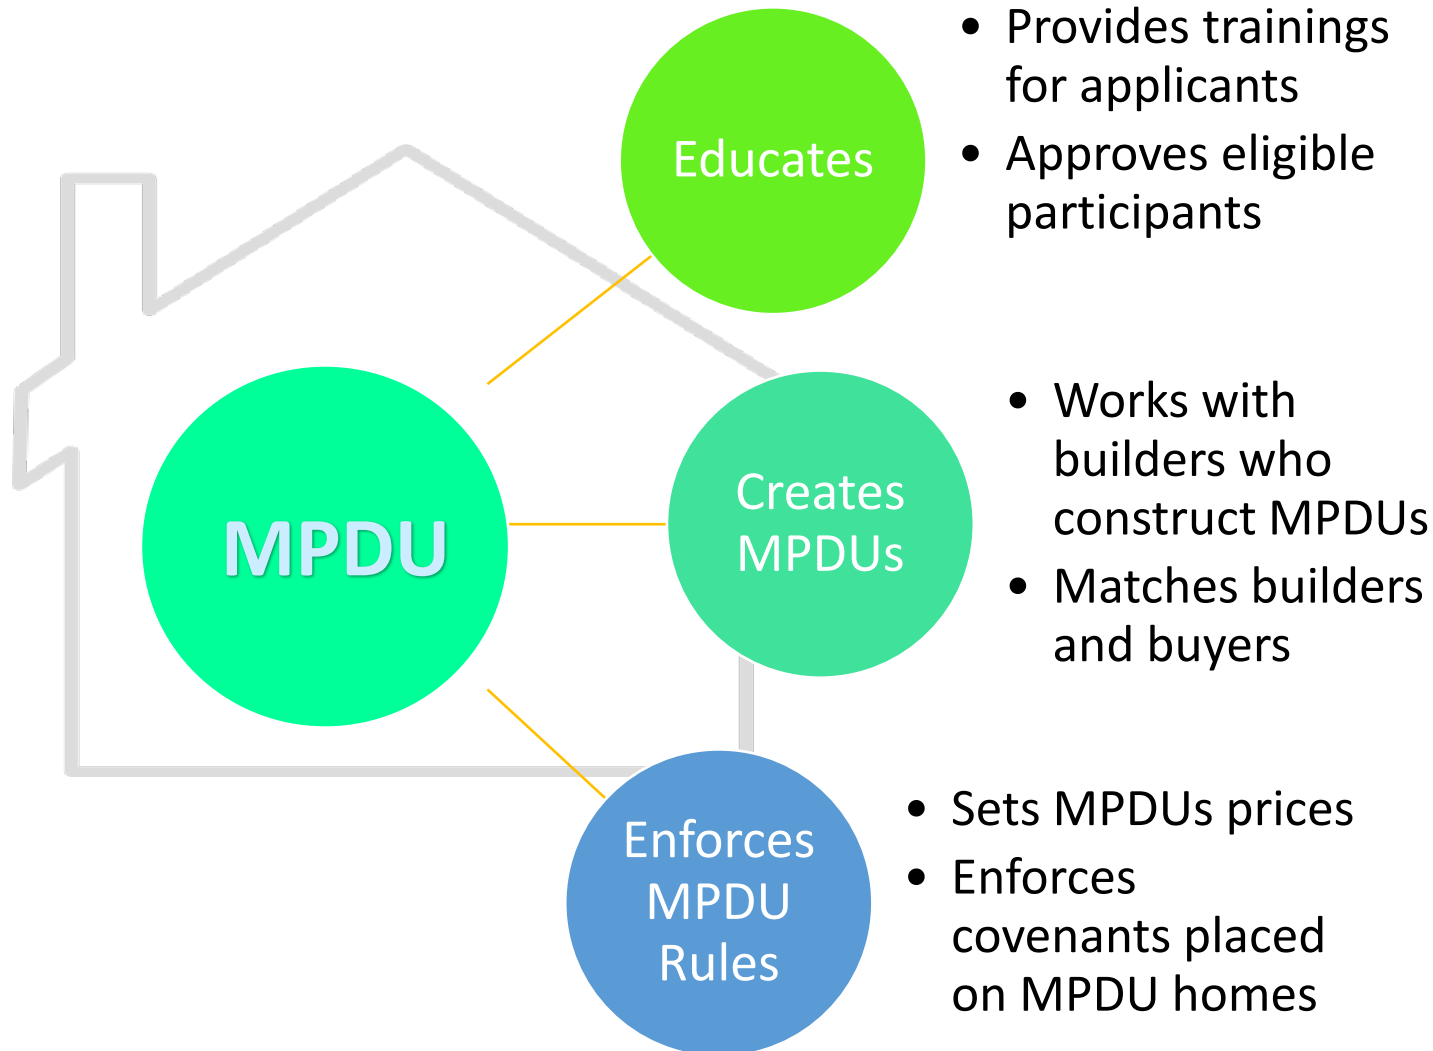 MPDU
Educates
• Provides trainings
for applicants
• Approves eligible
participants
Creates
MPDUs
• Works with
builders who
construct MPDUs
• Matches builders
and buyers
Enforces
MPDU
Rules
• Sets MPDUs prices
• Enforces
covenants placed
on MPDU homes